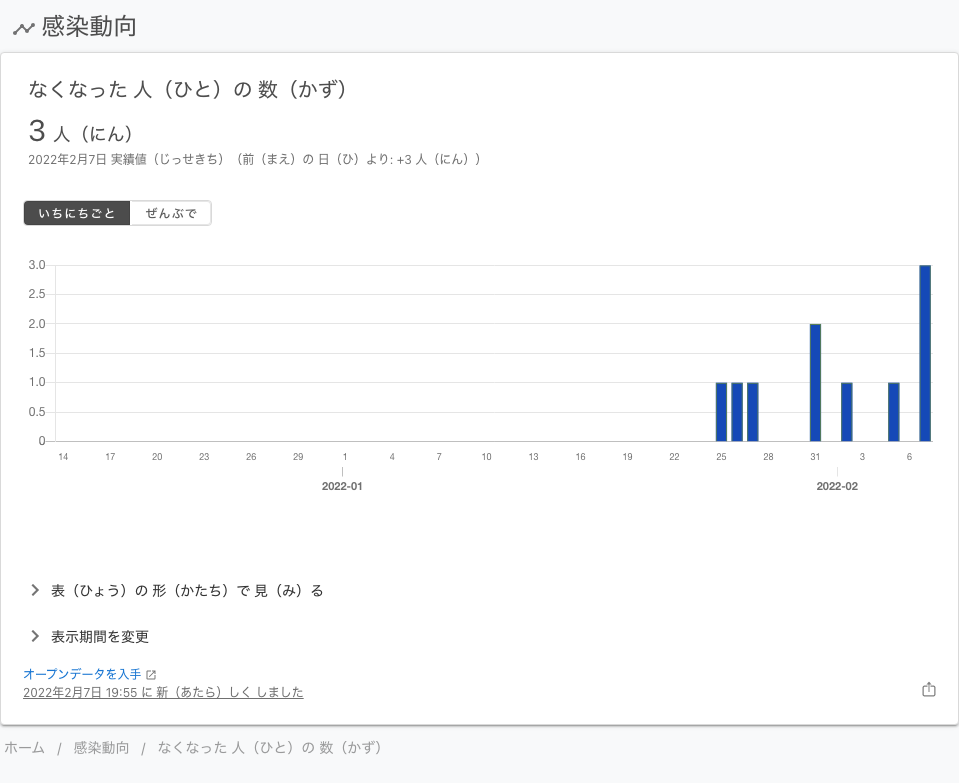 感染動向
なくなった 人（ひと）の 数（かず）
3 人（にん）
2022年2月7日 実績値（じっせきち）（前（まえ）の 日（ひ）より: +3 人（にん））
いちにちごと ぜんぶで
3.0
2.5
2.0
1.5
1.0
0.5
0
14 17 20 23 26 29 1 4 7 10 13 16 19 22 25 28 31 3 6
2022-01 2022-02
表（ひょう）の 形（かたち）で 見（み）る
表示期間を変更
オープンデータを入手
2022年2月7日 19:55 に 新（あたら）しく しました
ホーム / 感染動向 / なくなった 人（ひと）の 数（かず）